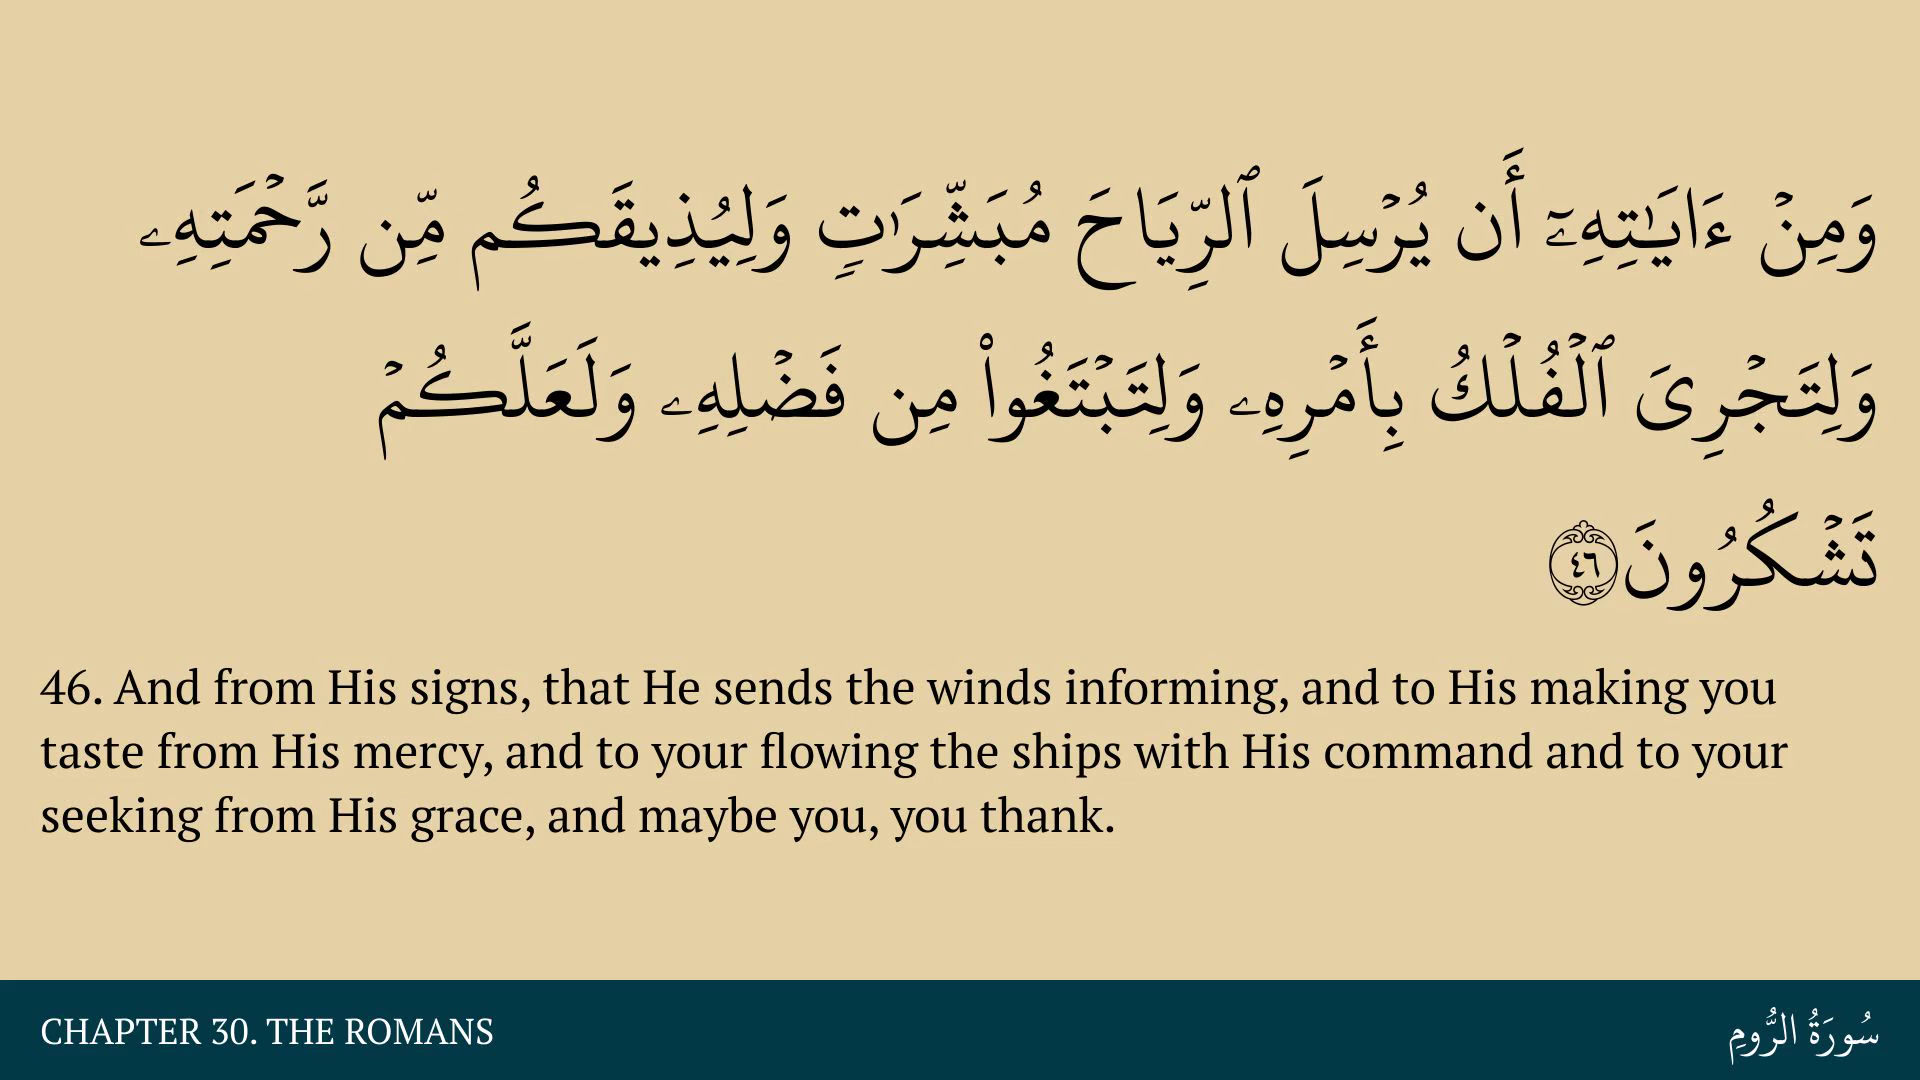 وَمِنۡ ءَايَـٰتِهِۦٓ أَن يُرۡسِلَ ٱلرِّيَاحَ مُبَشِّرَٰتٖ وَلِيُذِيقَكُم مِّن رَّحۡمَتِهِۦ
وَلِتَجۡرِىَ ٱلۡفُلۡكُ بِأَمۡرِهِۦ وَلِتَبۡتَغُواْ مِن فَضۡلِهِۦ وَلَعَلَّكُمۡ
تَشۡكُرُونَ ٤٦
46. And from His signs, that He sends the winds informing, and to His making you
taste from His mercy, and to your flowing the ships with His command and to your
seeking from His grace, and maybe you, you thank.
CHAPTER 30. THE ROMANS
سُورَةُ الرُّومِ